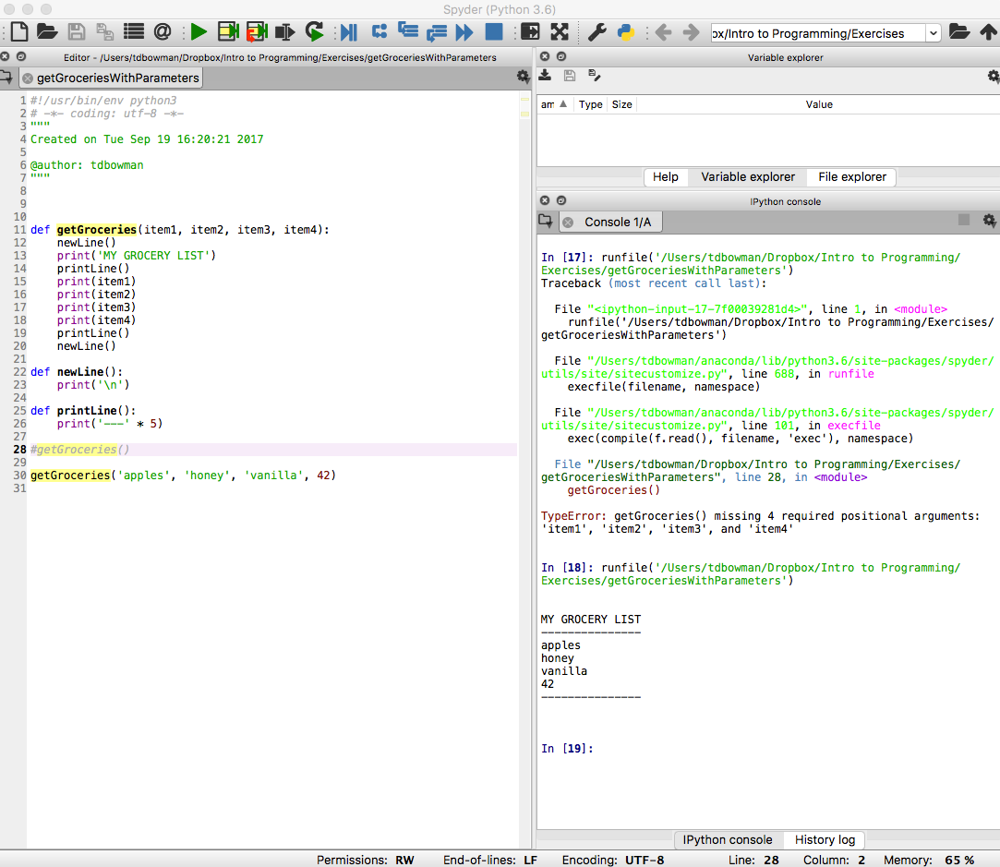 Spyder (Python 3.6)
ox/Intro to Programming/Exercises
Editor - /Users/tdbowman/Dropbox/Intro to Programming/Exercises/getGroceriesWithParameters
getGroceriesWithParameters
1 #!/usr/bin/env python3
2 # -*- coding: utf-8 -*-
3 """
4 Created on Tue Sep 19 16:20:21 2017
5
6 @author: tdbowman
7 """
8
9
10
11 def getGroceries(item1, item2, item3, item4):
12     newLine()
13     print('MY GROCERY LIST')
14     printLine()
15     print(item1)
16     print(item2)
17     print(item3)
18     print(item4)
19     printLine()
20     newLine()
21
22 def newLine():
23     print('\n')
24
25 def printLine():
26     print('---' * 5)
27
28 #getGroceries()
29
30 getGroceries('apples', 'honey', 'vanilla', 42)
31
Variable explorer
am Type Size Value
Help Variable explorer File explorer
IPython console
Console 1/A
In [17]: runfile('/Users/tdbowman/Dropbox/Intro to Programming/
Exercises/getGroceriesWithParameters')
Traceback (most recent call last):
  File "<ipython-input-17-7f00039281d4>", line 1, in <module>
    runfile('/Users/tdbowman/Dropbox/Intro to Programming/Exercises/
getGroceriesWithParameters')
  File "/Users/tdbowman/anaconda/lib/python3.6/site-packages/spyder/
utils/site/sitecustomize.py", line 688, in runfile
    execfile(filename, namespace)
  File "/Users/tdbowman/anaconda/lib/python3.6/site-packages/spyder/
utils/site/sitecustomize.py", line 101, in execfile
    exec(compile(f.read(), filename, 'exec'), namespace)
  File "/Users/tdbowman/Dropbox/Intro to Programming/Exercises/
getGroceriesWithParameters", line 28, in <module>
    getGroceries()
TypeError: getGroceries() missing 4 required positional arguments:
'item1', 'item2', 'item3', and 'item4'
In [18]: runfile('/Users/tdbowman/Dropbox/Intro to Programming/
Exercises/getGroceriesWithParameters')
MY GROCERY LIST
---------------
apples
honey
vanilla
42
---------------
In [19]:
IPython console History log
Permissions: RW End-of-lines: LF Encoding: UTF-8 Line: 28 Column: 2 Memory: 65 %